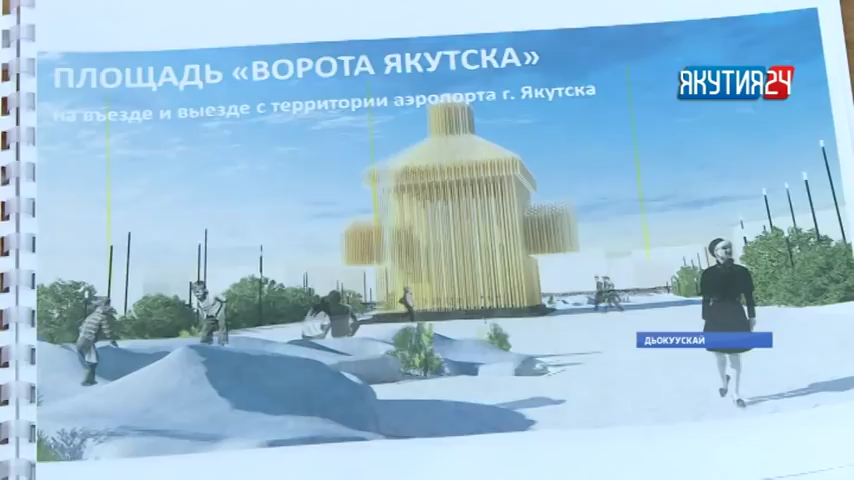 ПЛОЩАДЬ «ВОРОТА ЯКУТСКА»
на въезде и выезде с территории аэропорта г. Якутска
ЯКУТИЯ24
ДЬОКУУСКАЙ